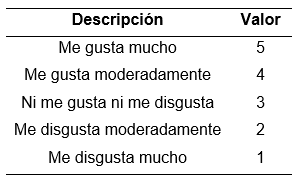 Descripción Valor
Me gusta mucho 5
Me gusta moderadamente 4
Ni me gusta ni me disgusta 3
Me disgusta moderadamente 2
Me disgusta mucho 1